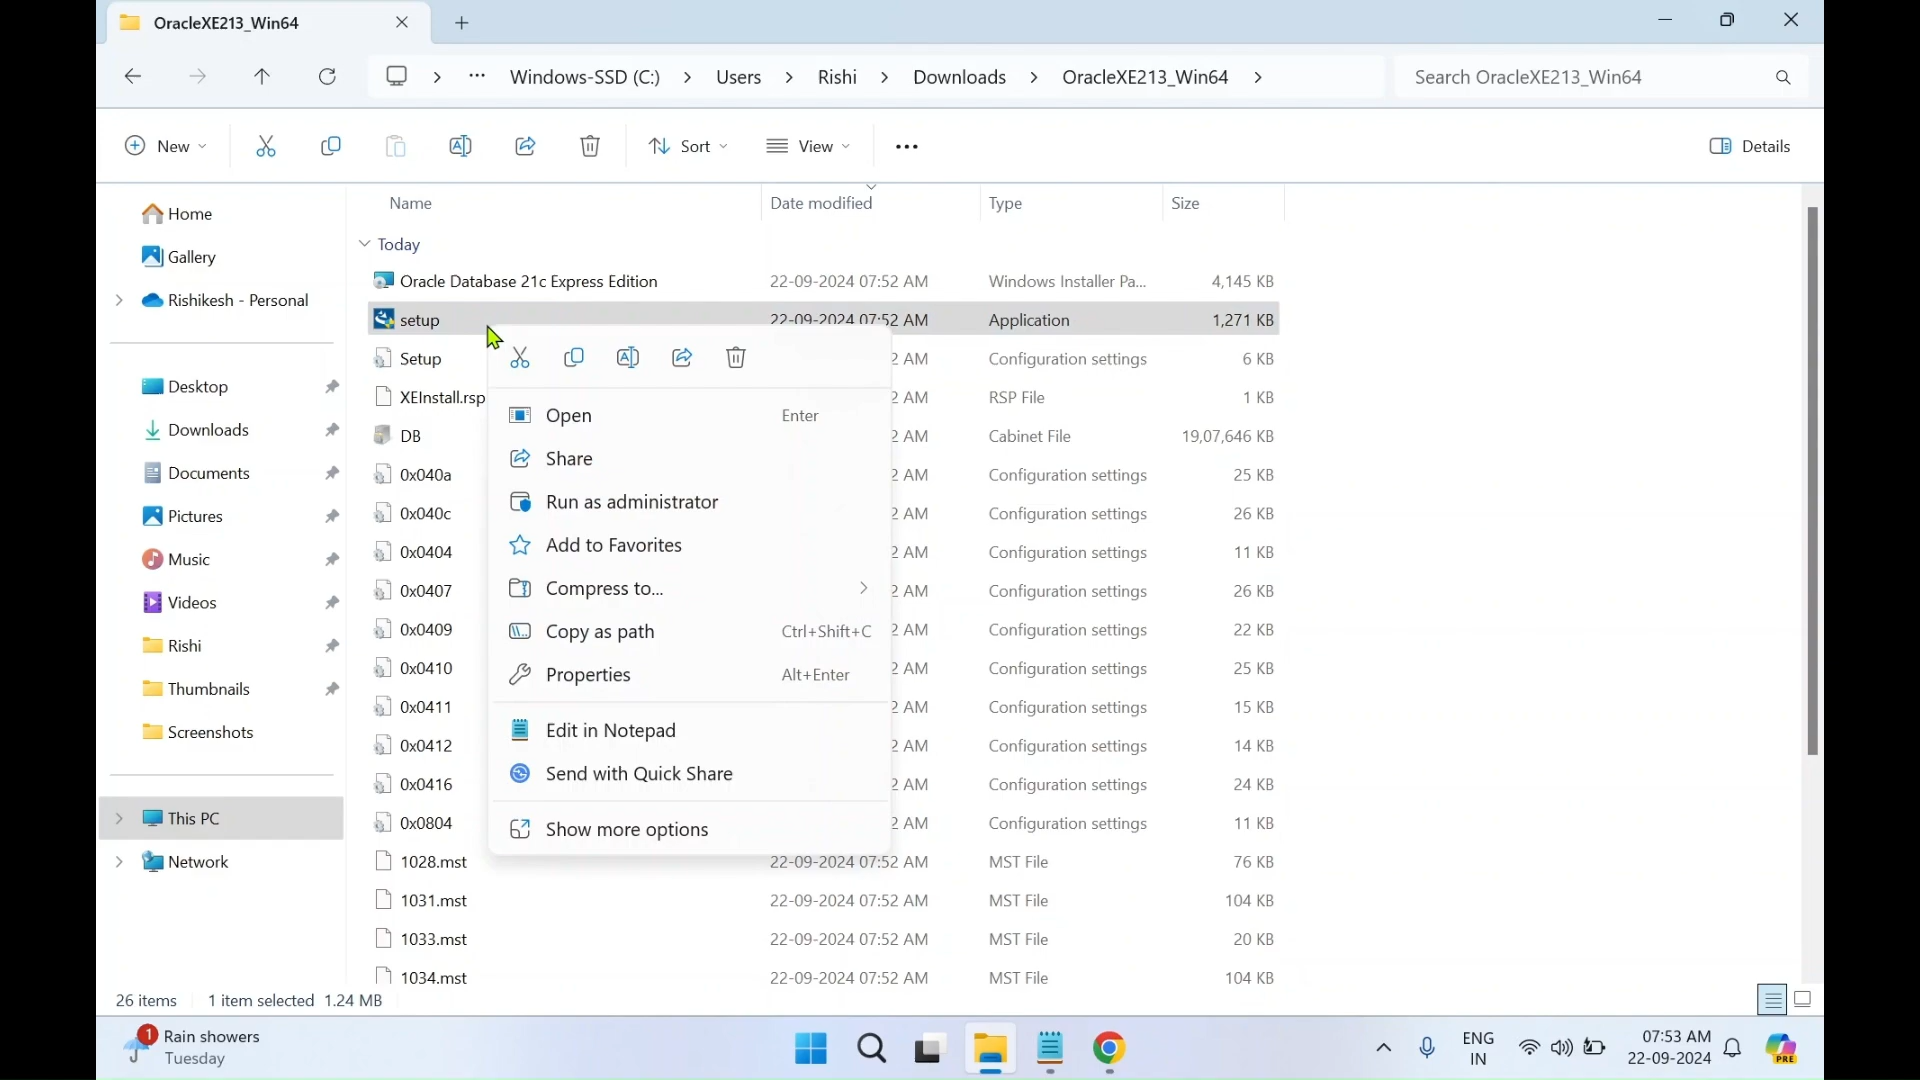 OracleXE213_Win64
Windows-SSD (C:) Users Rishi Downloads OracleXE213_Win64 Search OracleXE213_Win64
New Sort View Details
Name Date modified Type Size
Home
Gallery
Rishikesh - Personal
Desktop
Downloads
Documents
Pictures
Music
Videos
Rishi
Thumbnails
Screenshots
This PC
Network
Today
Oracle Database 21c Express Edition 22-09-2024 07:52 AM Windows Installer Pa... 4,145 KB
setup 22-09-2024 07:52 AM Application 1,271 KB
Setup 2 AM Configuration settings 6 KB
XEInstall.rsp 2 AM RSP File 1 KB
DB 2 AM Cabinet File 19,07,646 KB
0x040a 2 AM Configuration settings 25 KB
0x040c 2 AM Configuration settings 26 KB
0x0404 2 AM Configuration settings 11 KB
0x0407 2 AM Configuration settings 26 KB
0x0409 2 AM Configuration settings 22 KB
0x0410 2 AM Configuration settings 25 KB
0x0411 2 AM Configuration settings 15 KB
0x0412 2 AM Configuration settings 14 KB
0x0416 2 AM Configuration settings 24 KB
0x0804 2 AM Configuration settings 11 KB
1028.mst 22-09-2024 07:52 AM MST File 76 KB
1031.mst 22-09-2024 07:52 AM MST File 104 KB
1033.mst 22-09-2024 07:52 AM MST File 20 KB
1034.mst 22-09-2024 07:52 AM MST File 104 KB
Open Enter
Share
Run as administrator
Add to Favorites
Compress to...
Copy as path Ctrl+Shift+C
Properties Alt+Enter
Edit in Notepad
Send with Quick Share
Show more options
26 items 1 item selected 1.24 MB
1 Rain showers
Tuesday
ENG
IN
07:53 AM
22-09-2024
PRE